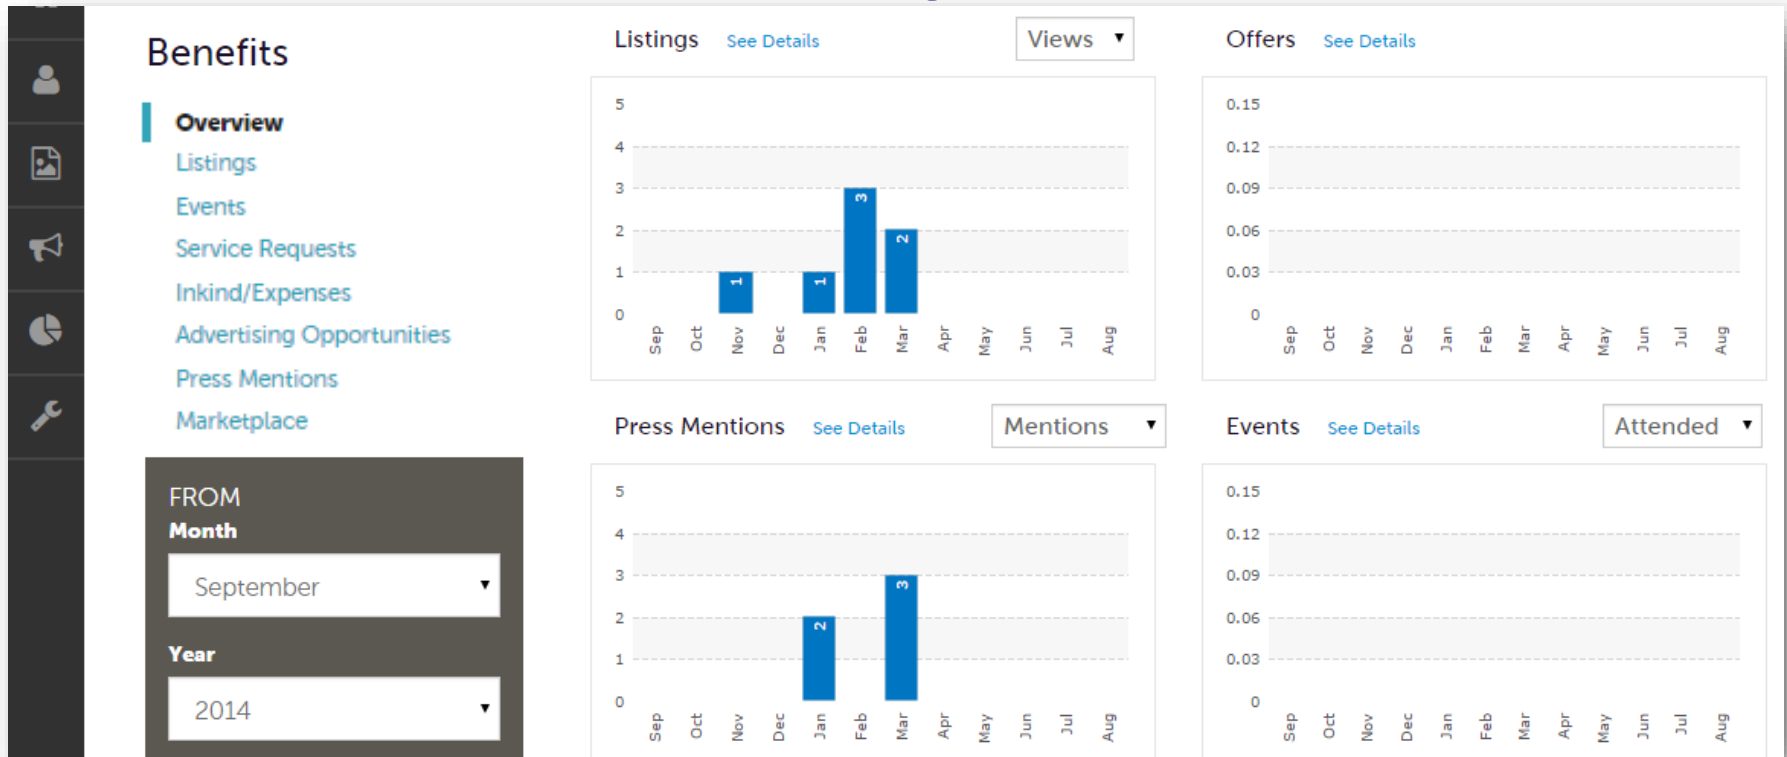 Benefits
Overview
Listings
Events
Service Requests
Inkind/Expenses
Advertising Opportunities
Press Mentions
Marketplace
FROM
Month
September
Year
2014
Listings See Details Views
5
4
3
2
1
0
1
1
3
2
Sep Oct Nov Dec Jan Feb Mar Apr May Jun Jul Aug
Offers See Details
0.15
0.12
0.09
0.06
0.03
0
Sep Oct Nov Dec Jan Feb Mar Apr May Jun Jul Aug
Press Mentions See Details Mentions
5
4
3
2
1
0
2
3
Sep Oct Nov Dec Jan Feb Mar Apr May Jun Jul Aug
Events See Details Attended
0.15
0.12
0.09
0.06
0.03
0
Sep Oct Nov Dec Jan Feb Mar Apr May Jun Jul Aug